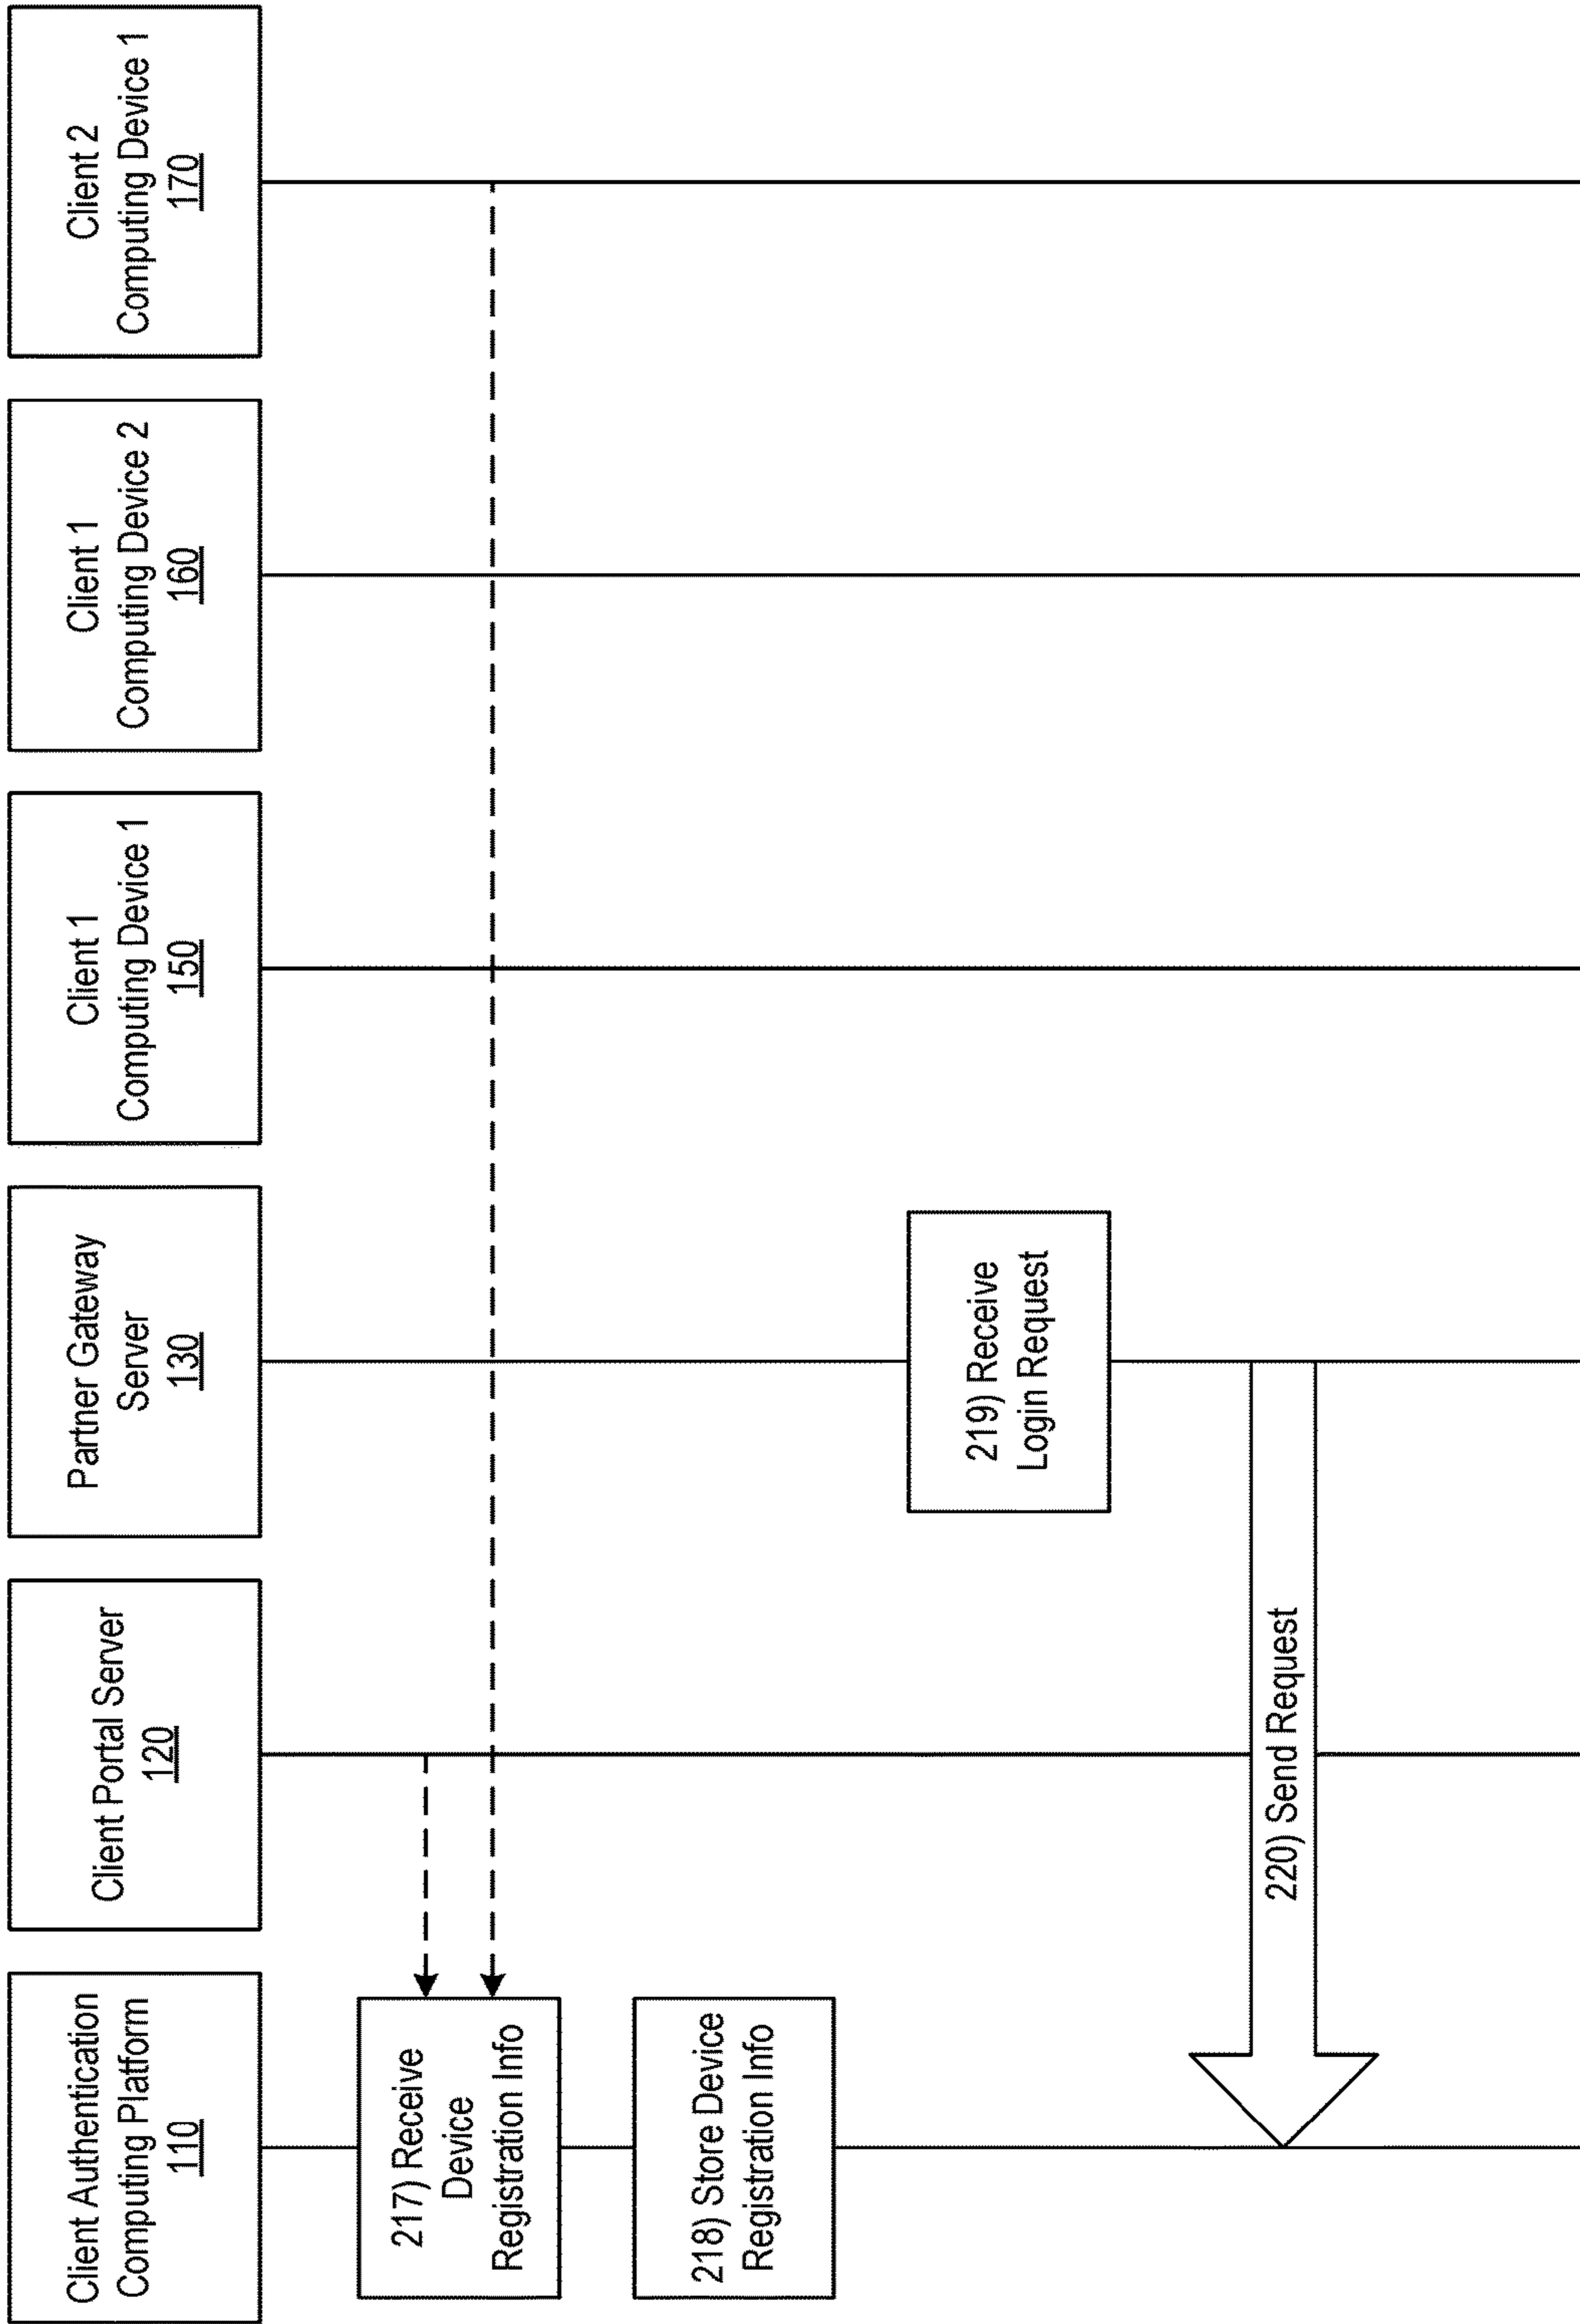 Client Authentication
Computing Platform
110
Client Portal Server
120
Partner Gateway
Server
130
Client 1
Computing Device 1
150
Client 1
Computing Device 2
160
Client 2
Computing Device 1
170
217) Receive
Device
Registration Info
218) Store Device
Registration Info
219) Receive
Login Request
220) Send Request